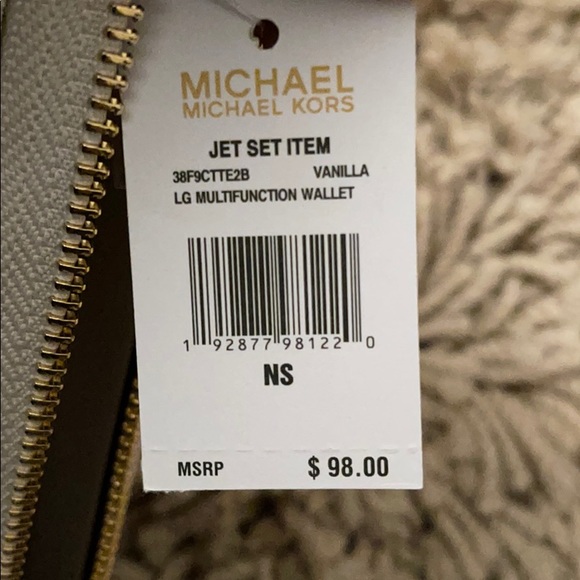 MICHAEL
MICHAEL KORS
JET SET ITEM
38F9CTTE2B VANILLA
LG MULTIFUNCTION WALLET
1 92877 98122 0
NS
MSRP $ 98.00